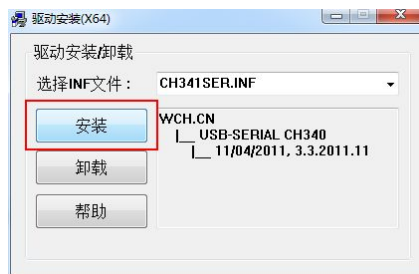 驱动安装(X64)
驱动安装/卸载
选择INF文件： CH341SER.INF
安装
WCH.CN
|__ USB-SERIAL CH340
|__ 11/04/2011, 3.3.2011.11
卸载
帮助